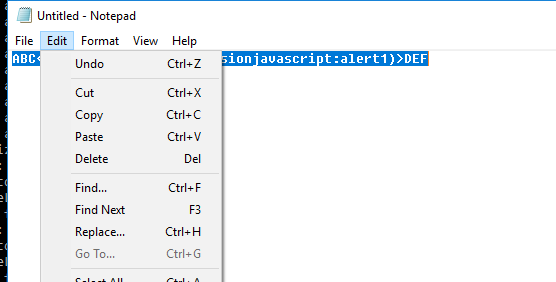 Untitled - Notepad
File Edit Format View Help
ABC< sionjavascript:alert1)>DEF
Undo Ctrl+Z
Cut Ctrl+X
Copy Ctrl+C
Paste Ctrl+V
Delete Del
Find... Ctrl+F
Find Next F3
Replace... Ctrl+H
Go To... Ctrl+G
Select All Ctrl+A